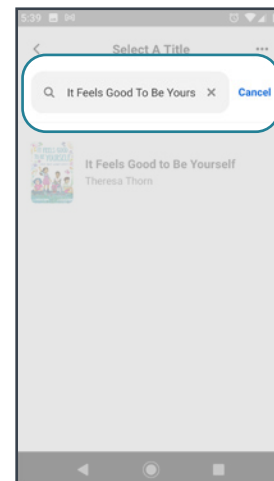 5:39
Select A Title
It Feels Good To Be Yours
Cancel
It Feels Good to Be Yourself
Theresa Thorn